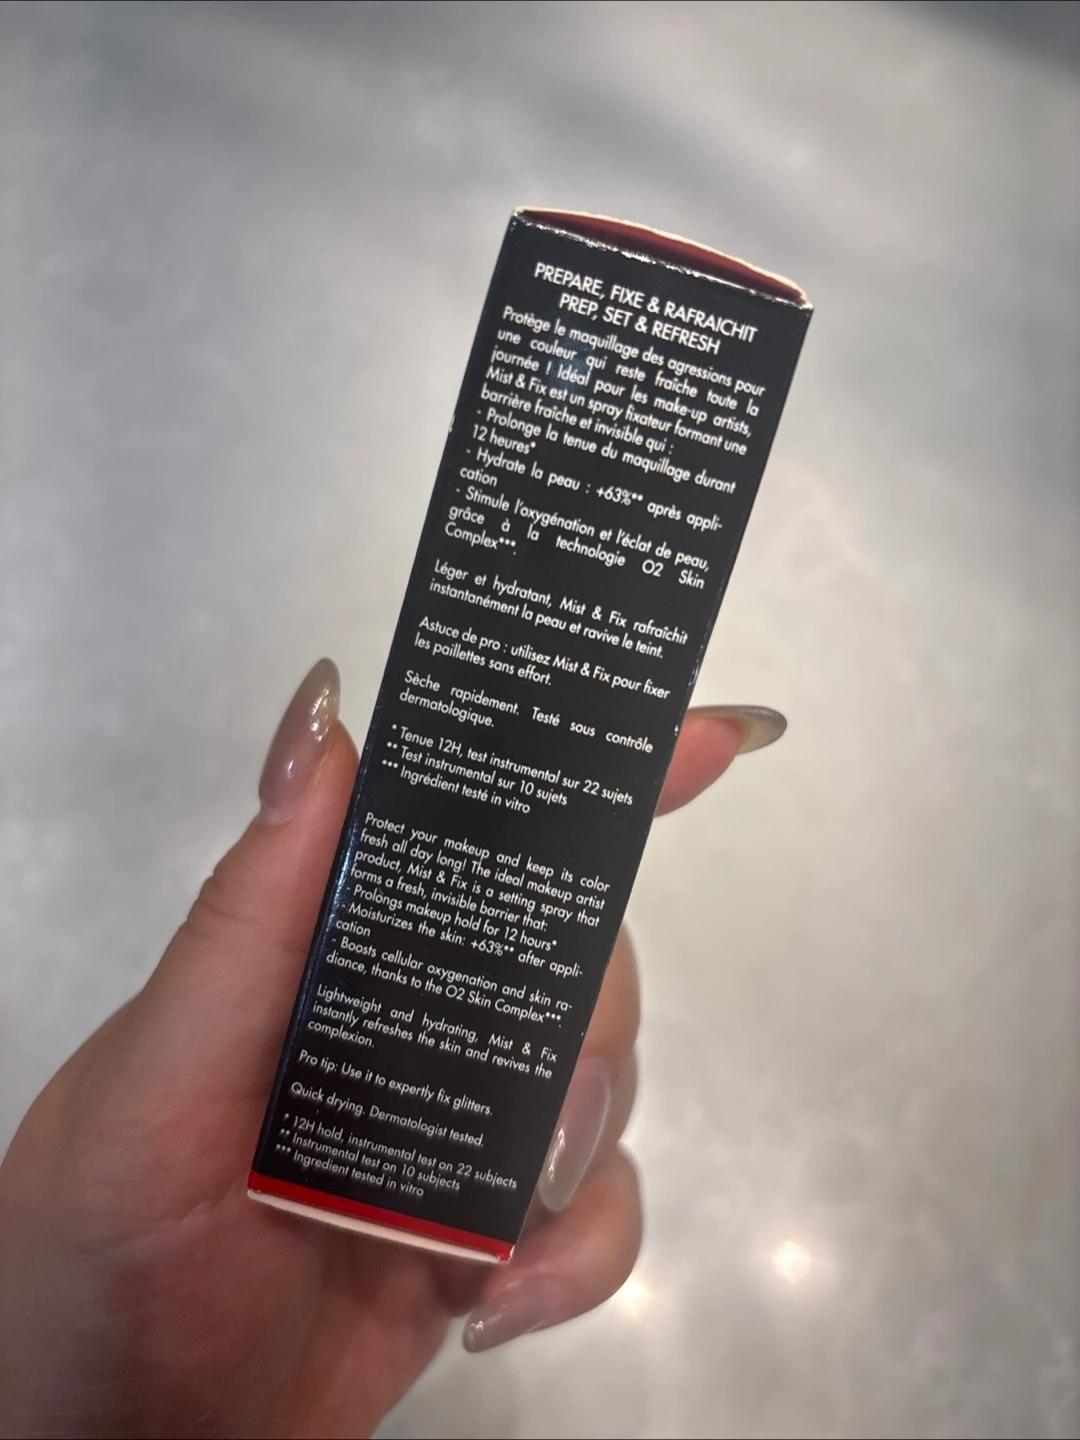 PREPARE, FIXE & RAFRAICHIT
PREP, SET & REFRESH
Protège le maquillage des agressions pour
une couleur qui reste fraîche toute la
journée ! Idéal pour les make-up artists,
Mist & Fix est un spray fixateur formant une
barrière fraîche et invisible qui :
- Prolonge la tenue du maquillage durant
12 heures*
- Hydrate la peau : +63%** après appli-
cation
- Stimule l'oxygénation et l'éclat de peau,
grâce à la technologie O2 Skin
Complex***.
Léger et hydratant, Mist & Fix rafraîchit
instantanément la peau et ravive le teint.
Astuce de pro : utilisez Mist & Fix pour fixer
les paillettes sans effort.
Sèche rapidement. Testé sous contrôle
dermatologique.
* Tenue 12H, test instrumental sur 22 sujets
** Test instrumental sur 10 sujets
*** Ingrédient testé in vitro
Protect your makeup and keep its color
fresh all day long! The ideal makeup artist
product, Mist & Fix is a setting spray that
forms a fresh, invisible barrier that:
- Prolongs makeup hold for 12 hours*
- Moisturizes the skin: +63%** after appli-
cation
- Boosts cellular oxygenation and skin ra-
diance, thanks to the O2 Skin Complex***.
Lightweight and hydrating, Mist & Fix
instantly refreshes the skin and revives the
complexion.
Pro tip: Use it to expertly fix glitters.
Quick drying. Dermatologist tested.
* 12H hold, instrumental test on 22 subjects
** Instrumental test on 10 subjects
*** Ingredient tested in vitro